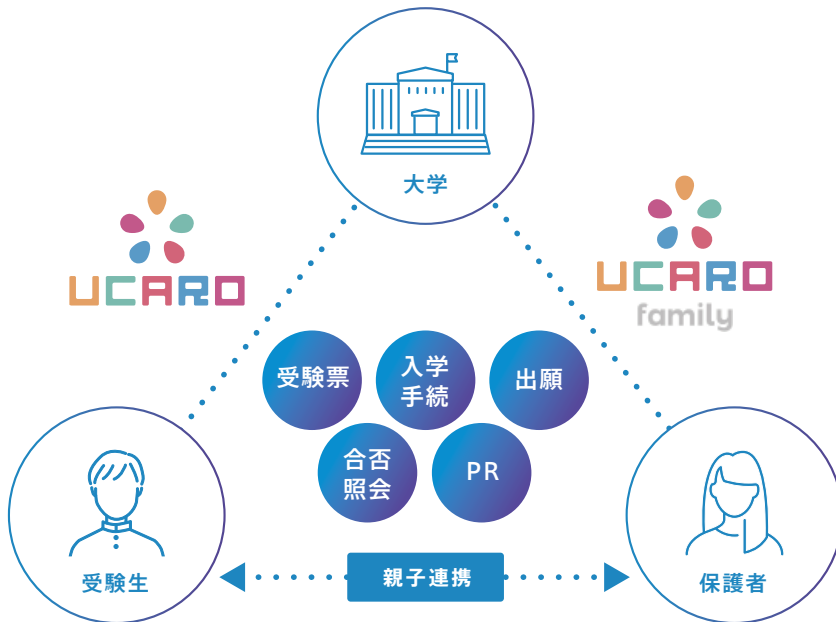 大学
UCARO
UCARO
family
受験票
入学
手続
出願
合否
照会
PR
受験生
親子連携
保護者